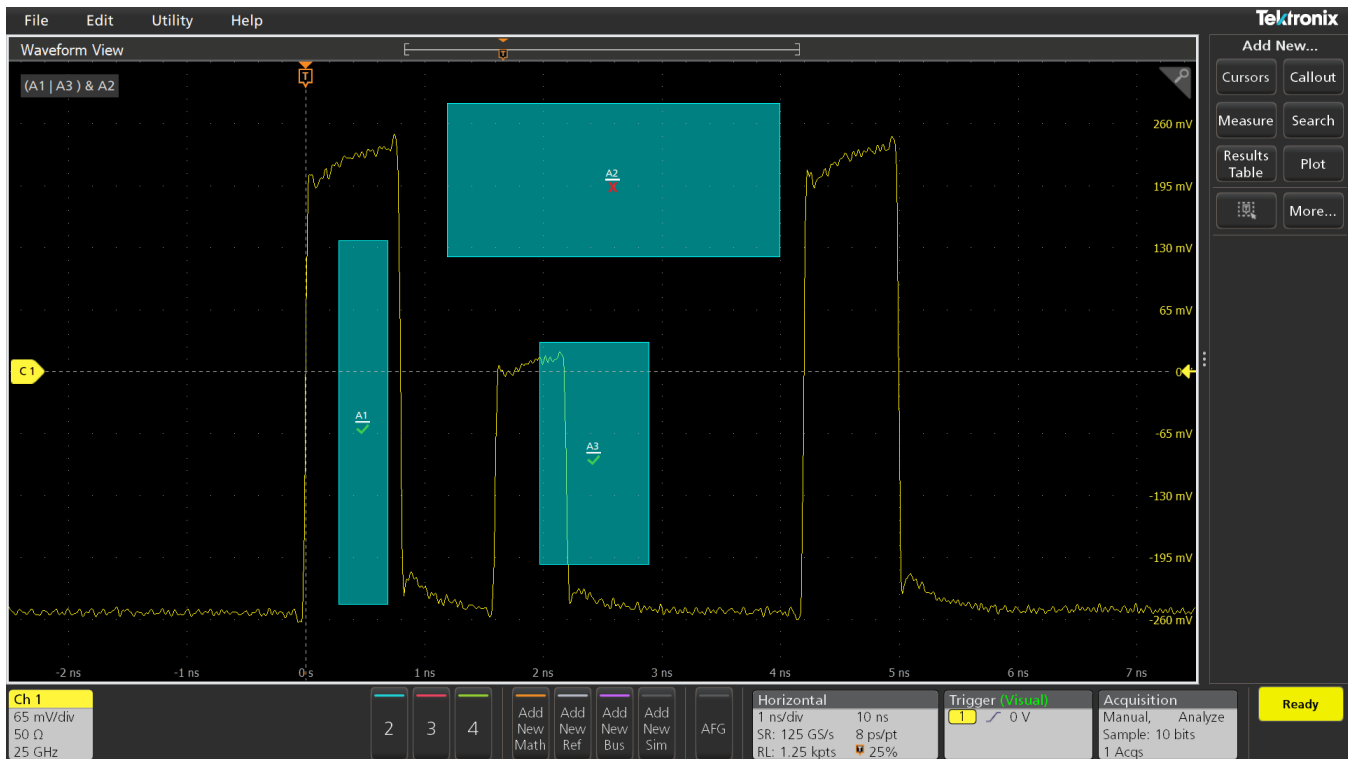 File Edit Utility Help
Tektronix
Waveform View
Add New...
(A1 | A3 ) & A2
T
T
Cursors Callout
Measure Search
Results Table Plot
More...
260 mV
195 mV
130 mV
65 mV
0 V
-65 mV
-130 mV
-195 mV
-260 mV
A2
A1
A3
C 1
-2 ns -1 ns 0 s 1 ns 2 ns 3 ns 4 ns 5 ns 6 ns 7 ns
Ch 1
65 mV/div
50 Ω
25 GHz
2 3 4
Add New Math
Add New Ref
Add New Bus
Add New Sim
AFG
Horizontal
1 ns/div 10 ns
SR: 125 GS/s 8 ps/pt
RL: 1.25 kpts 25%
Trigger (Visual)
1 0 V
Acquisition
Manual, Analyze
Sample: 10 bits
1 Acqs
Ready